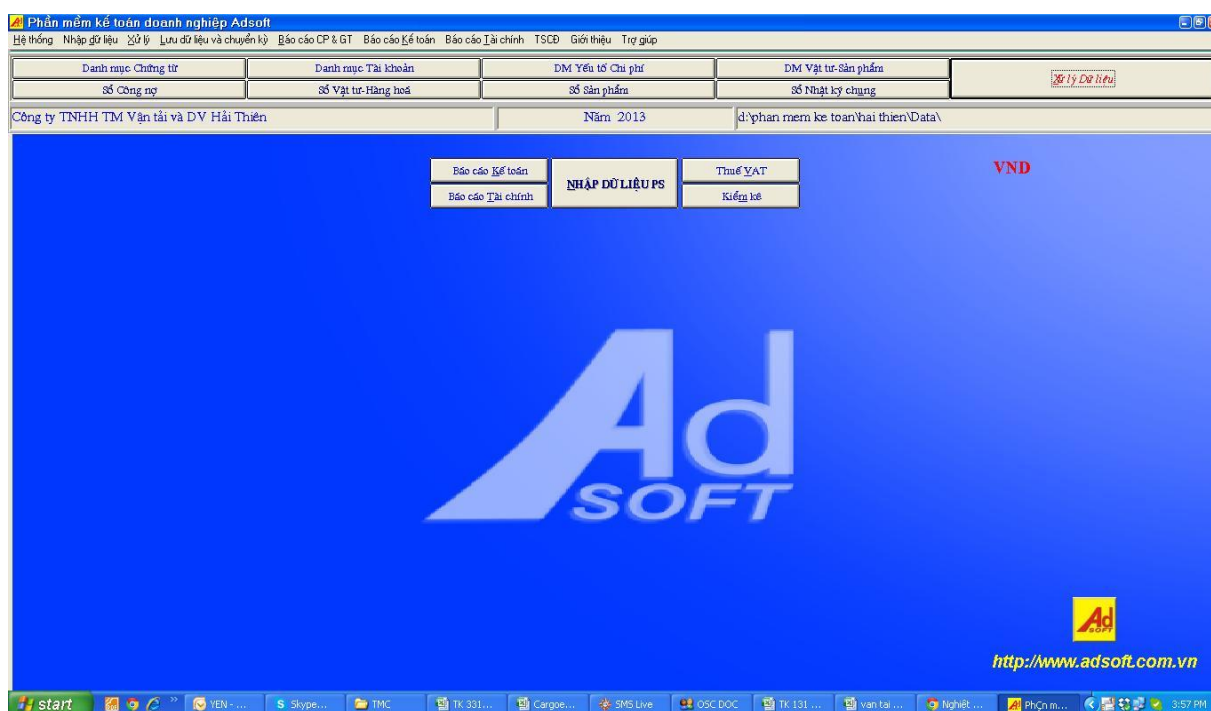 Phần mềm kế toán doanh nghiệp Adsoft
Hệ thống Nhập dữ liệu Xử lý Lưu dữ liệu và chuyển kỳ Báo cáo CP & GT Báo cáo Kế toán Báo cáo Tài chính TSCĐ Giới thiệu Trợ giúp
Danh mục Chứng từ Danh mục Tài khoản DM Yếu tố Chi phí DM Vật tư-Sản phẩm Xử lý Dữ liệu
Sổ Công nợ Sổ Vật tư-Hàng hoá Sổ Sản phẩm Sổ Nhật ký chung
Công ty TNHH TM Vận tải và DV Hải Thiên Năm 2013 d:\phan mem ke toan\hai thien\Data\
Báo cáo Kế toán NHẬP DỮ LIỆU PS Thuế VAT VND
Báo cáo Tài chính Kiểm kê
Ad
SOFT
Ad
SOFT
http://www.adsoft.com.vn
start YEN - ... Skype... TMC TK 331... Cargoe... SMS Live OSC DOC TK 131 ... van tai ... Nghiêt ... PhCn m... 3:57 PM